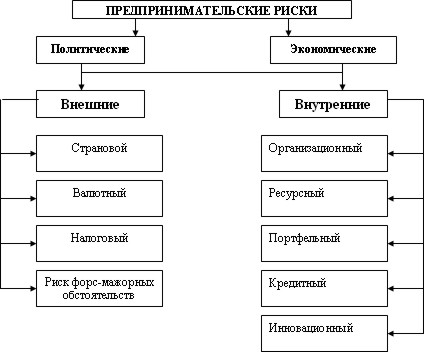 ПРЕДПРИНИМАТЕЛЬСКИЕ РИСКИ
Политические
Экономические
Внешние
Внутренние
Страновой
Организационный
Валютный
Ресурсный
Налоговый
Портфельный
Риск форс-мажорных
обстоятельств
Кредитный
Инновационный